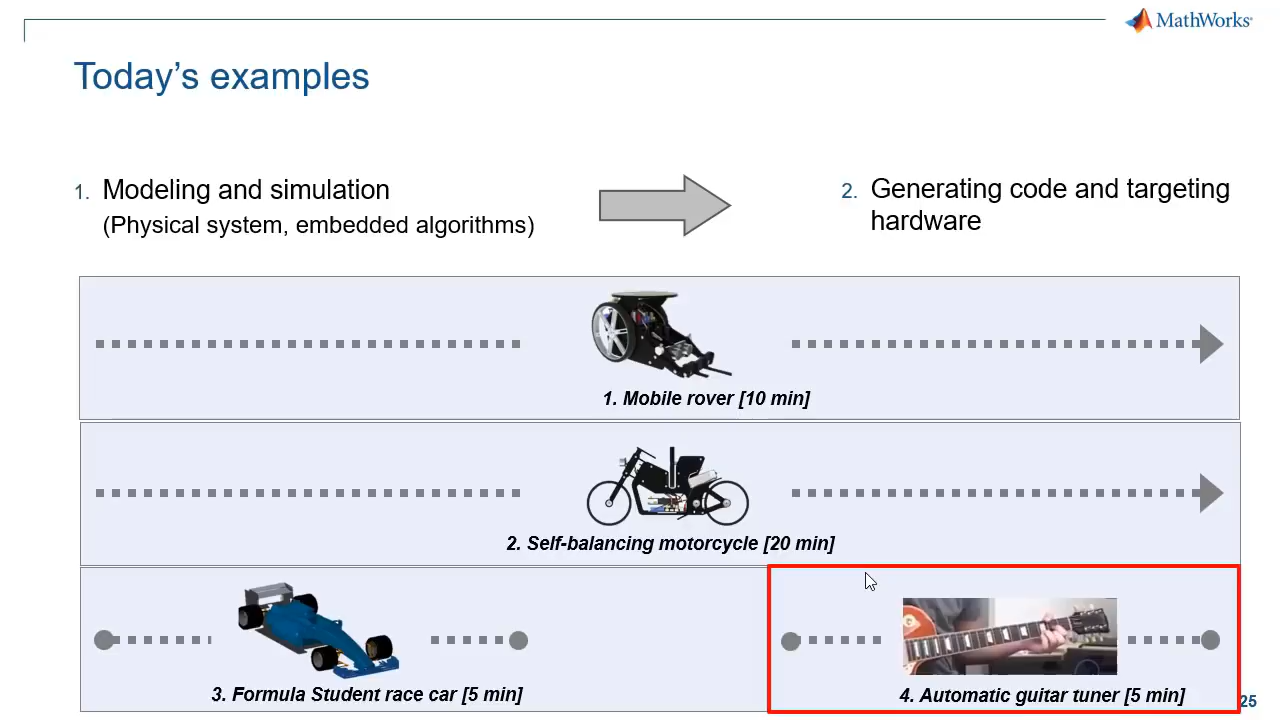 MathWorks®
Today's examples
1. Modeling and simulation
(Physical system, embedded algorithms)
2. Generating code and targeting
hardware
1. Mobile rover [10 min]
2. Self-balancing motorcycle [20 min]
3. Formula Student race car [5 min]
4. Automatic guitar tuner [5 min]
25